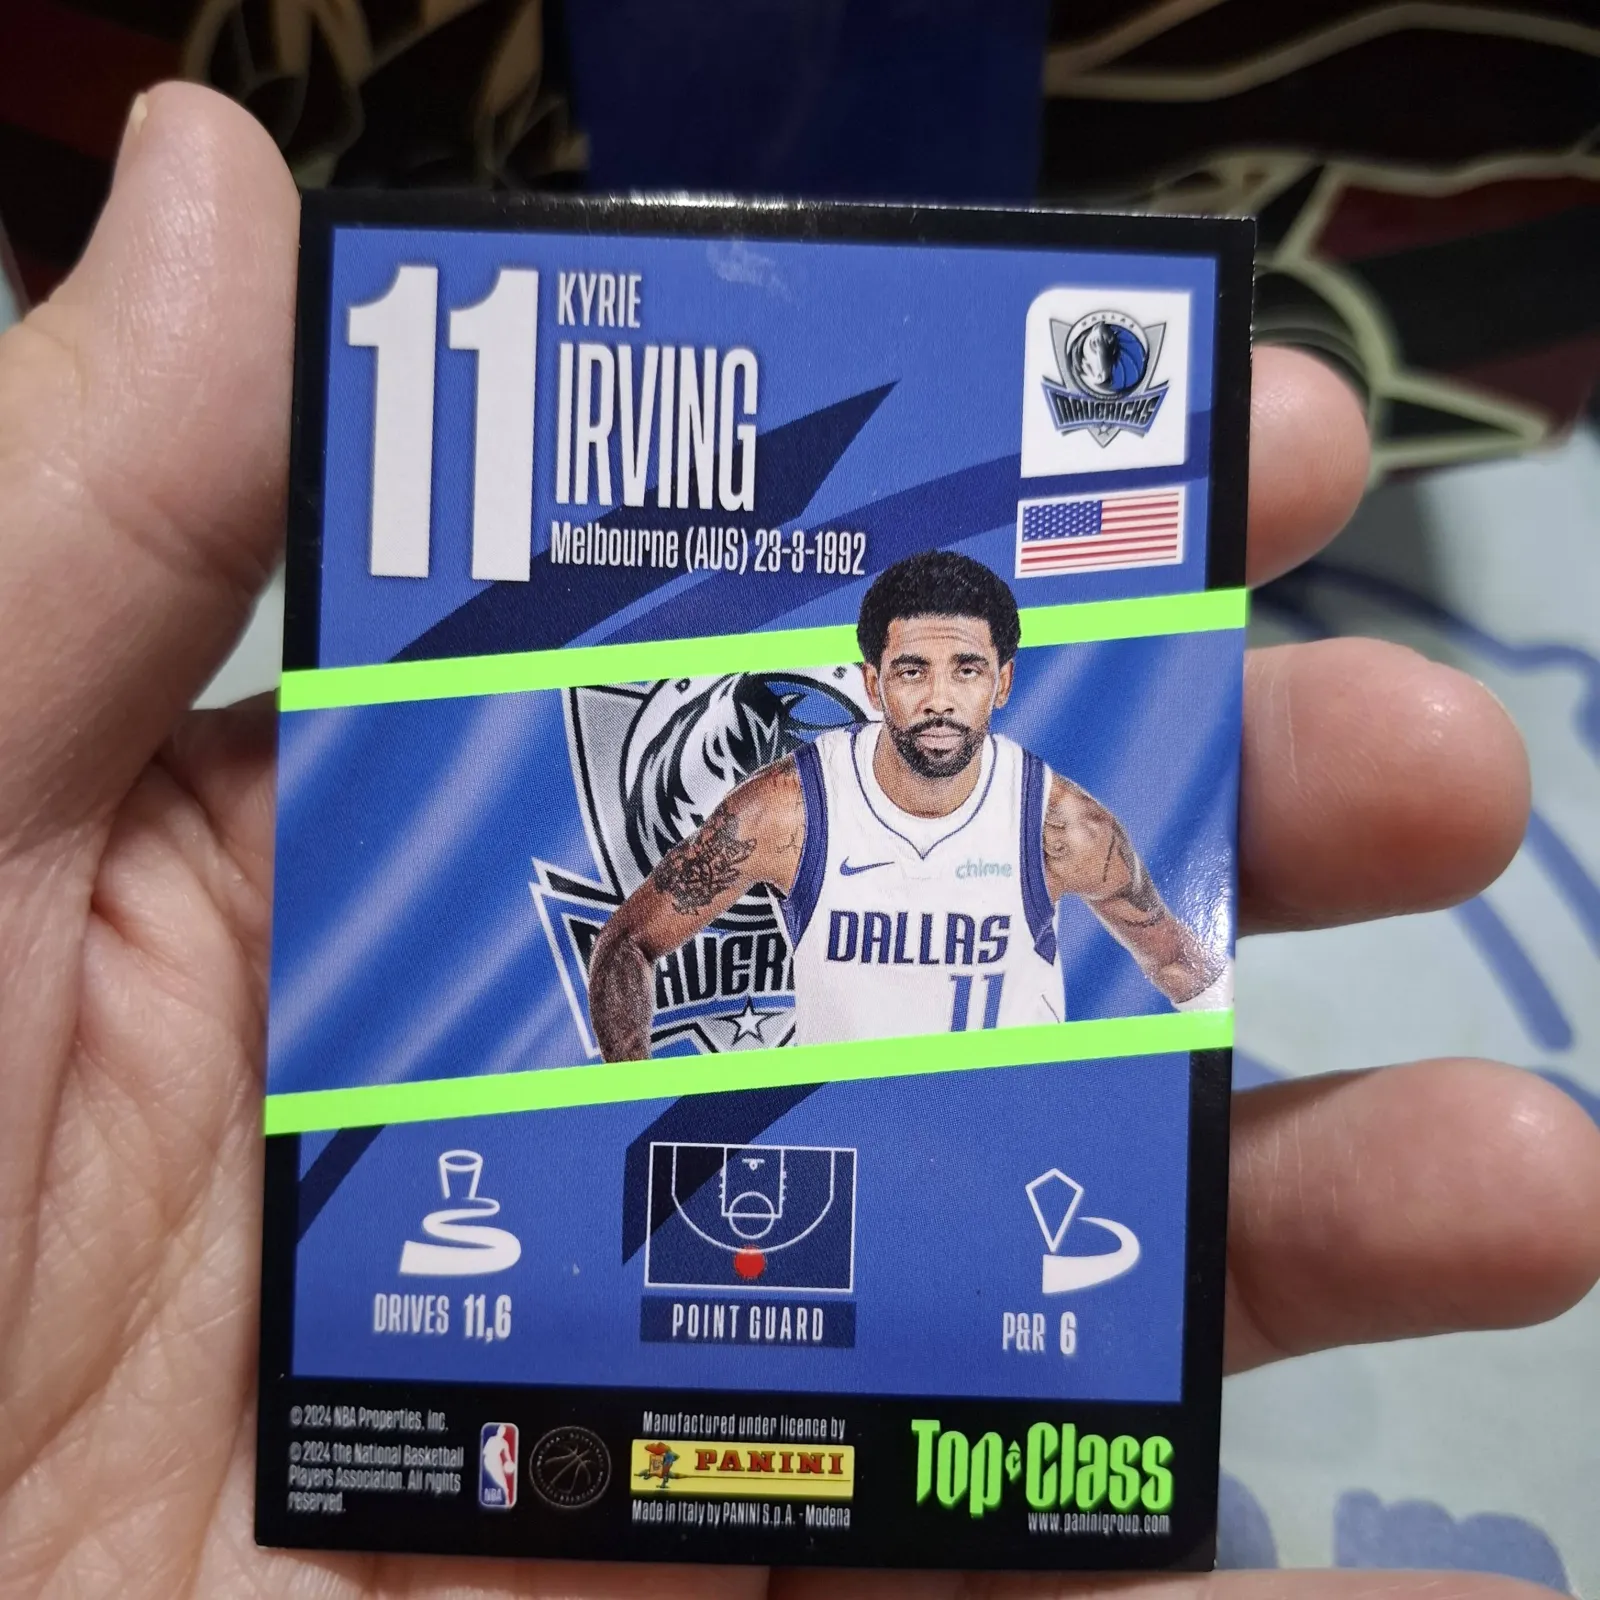 11
KYRIE
IRVING
Melbourne (AUS) 23-3-1992
DALLAS
MAVERICKS
chime
DALLAS
11
DRIVES 11,6
POINT GUARD
P&R 6
© 2024 NBA Properties, Inc.
© 2024 the National Basketball
Players Association. All rights
reserved.
NBA
Manufactured under licence by
PANINI
Made in Italy by PANINI S.p.A. - Modena
Top Class
www.paninigroup.com